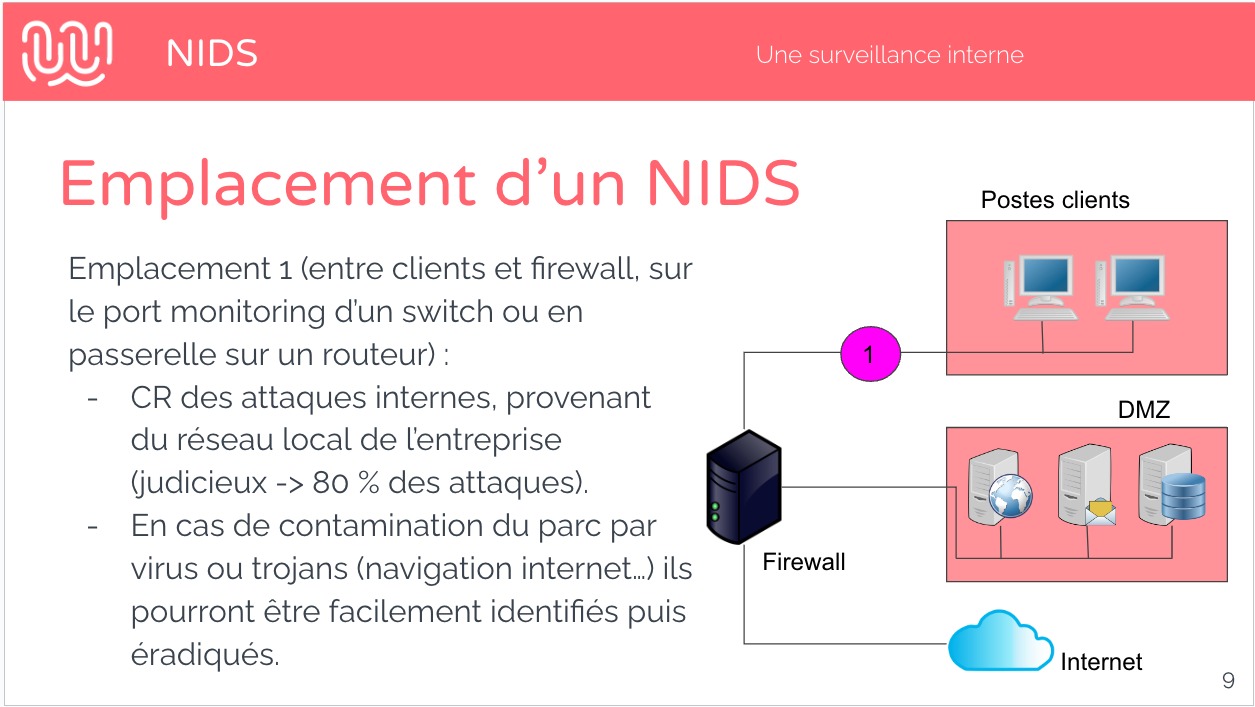 NIDS
Une surveillance interne
Emplacement d’un NIDS
Emplacement 1 (entre clients et firewall, sur
le port monitoring d’un switch ou en
passerelle sur un routeur) :
- CR des attaques internes, provenant
du réseau local de l’entreprise
(judicieux -> 80 % des attaques).
- En cas de contamination du parc par
virus ou trojans (navigation internet…) ils
pourront être facilement identifiés puis
éradiqués.
Postes clients
1
DMZ
Firewall
Internet
9